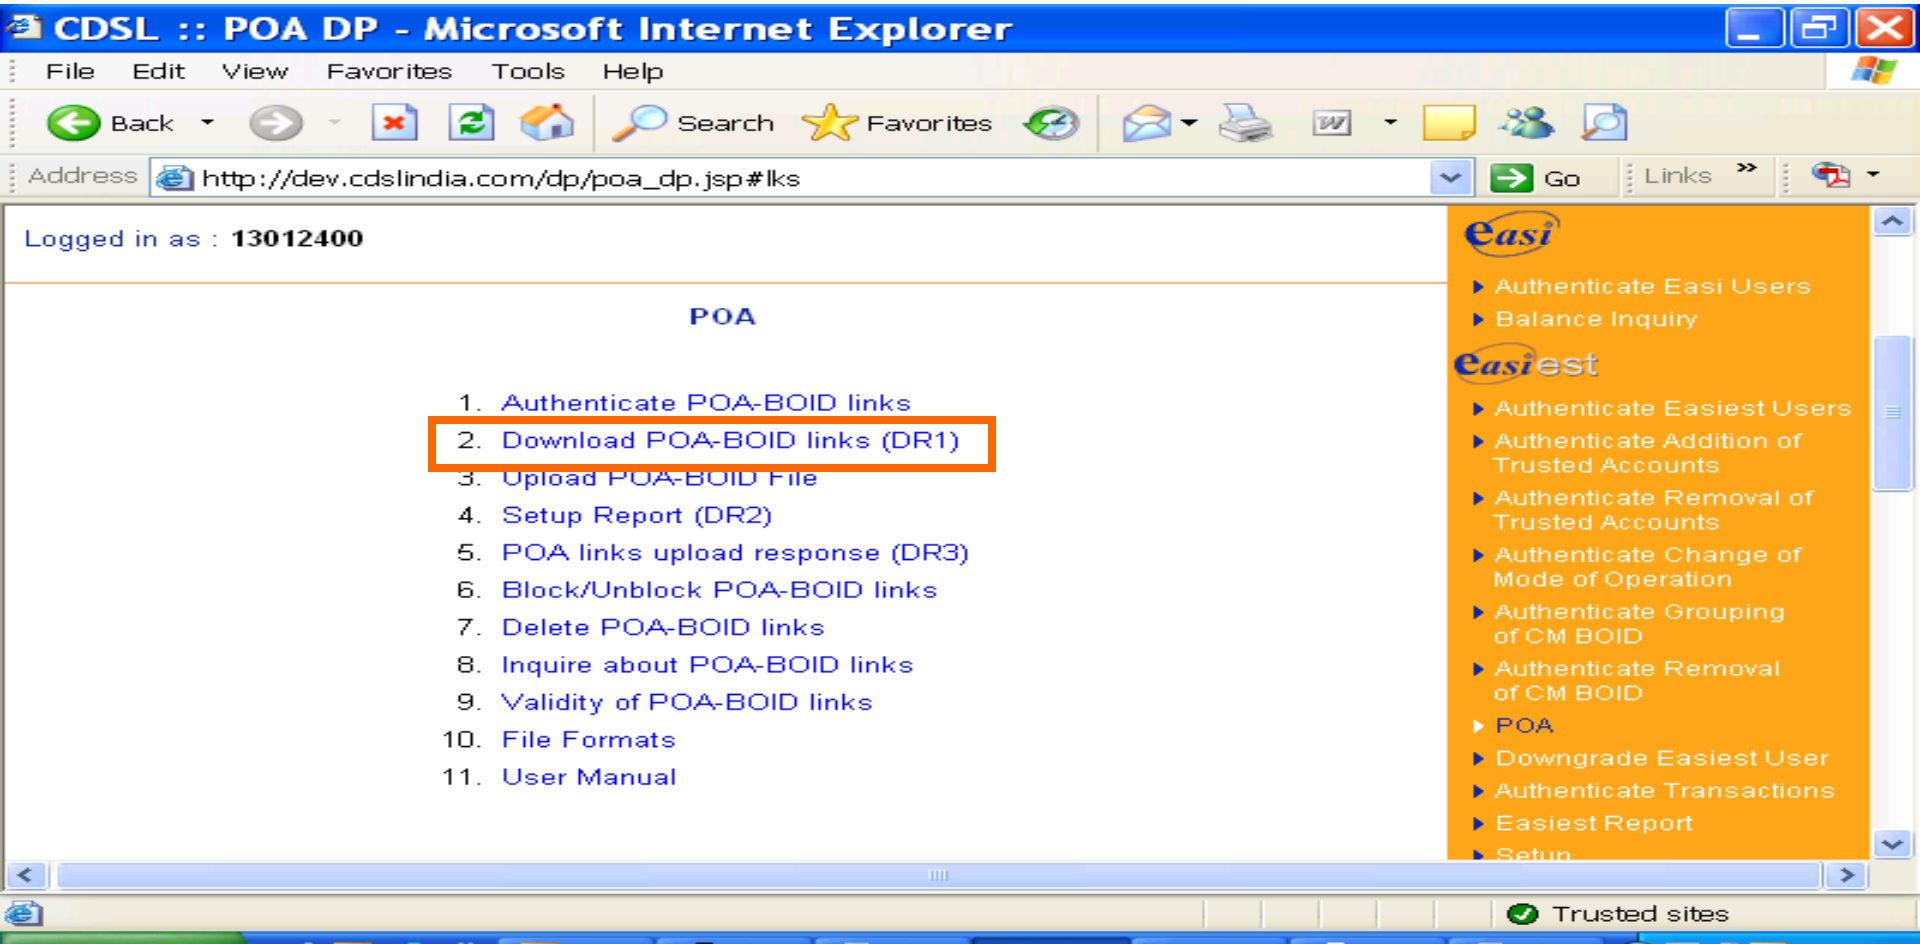 CDSL :: POA DP - Microsoft Internet Explorer
File Edit View Favorites Tools Help
Back Search Favorites
Address http://dev.cdslindia.com/dp/poa_dp.jsp#lks Go Links »
Logged in as : 13012400
POA
1. Authenticate POA-BOID links
2. Download POA-BOID links (DR1)
3. Upload POA-BOID File
4. Setup Report (DR2)
5. POA links upload response (DR3)
6. Block/Unblock POA-BOID links
7. Delete POA-BOID links
8. Inquire about POA-BOID links
9. Validity of POA-BOID links
10. File Formats
11. User Manual
easi
Authenticate Easi Users
Balance Inquiry
easiest
Authenticate Easiest Users
Authenticate Addition of
Trusted Accounts
Authenticate Removal of
Trusted Accounts
Authenticate Change of
Mode of Operation
Authenticate Grouping
of CM BOID
Authenticate Removal
of CM BOID
POA
Downgrade Easiest User
Authenticate Transactions
Easiest Report
Setup
Trusted sites